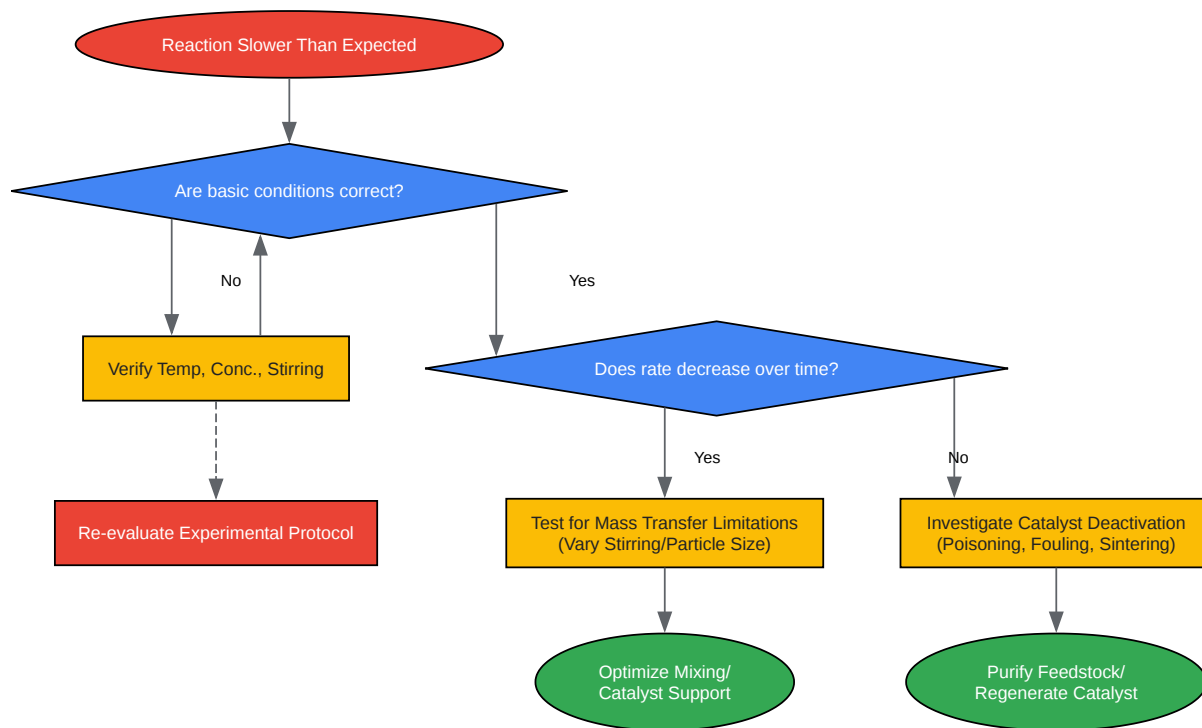 Reaction Slower Than Expected
Are basic conditions correct?
No
Yes
Verify Temp, Conc., Stirring
Does rate decrease over time?
Yes
No
Re-evaluate Experimental Protocol
Test for Mass Transfer Limitations
(Vary Stirring/Particle Size)
Investigate Catalyst Deactivation
(Poisoning, Fouling, Sintering)
Optimize Mixing/
Catalyst Support
Purify Feedstock/
Regenerate Catalyst